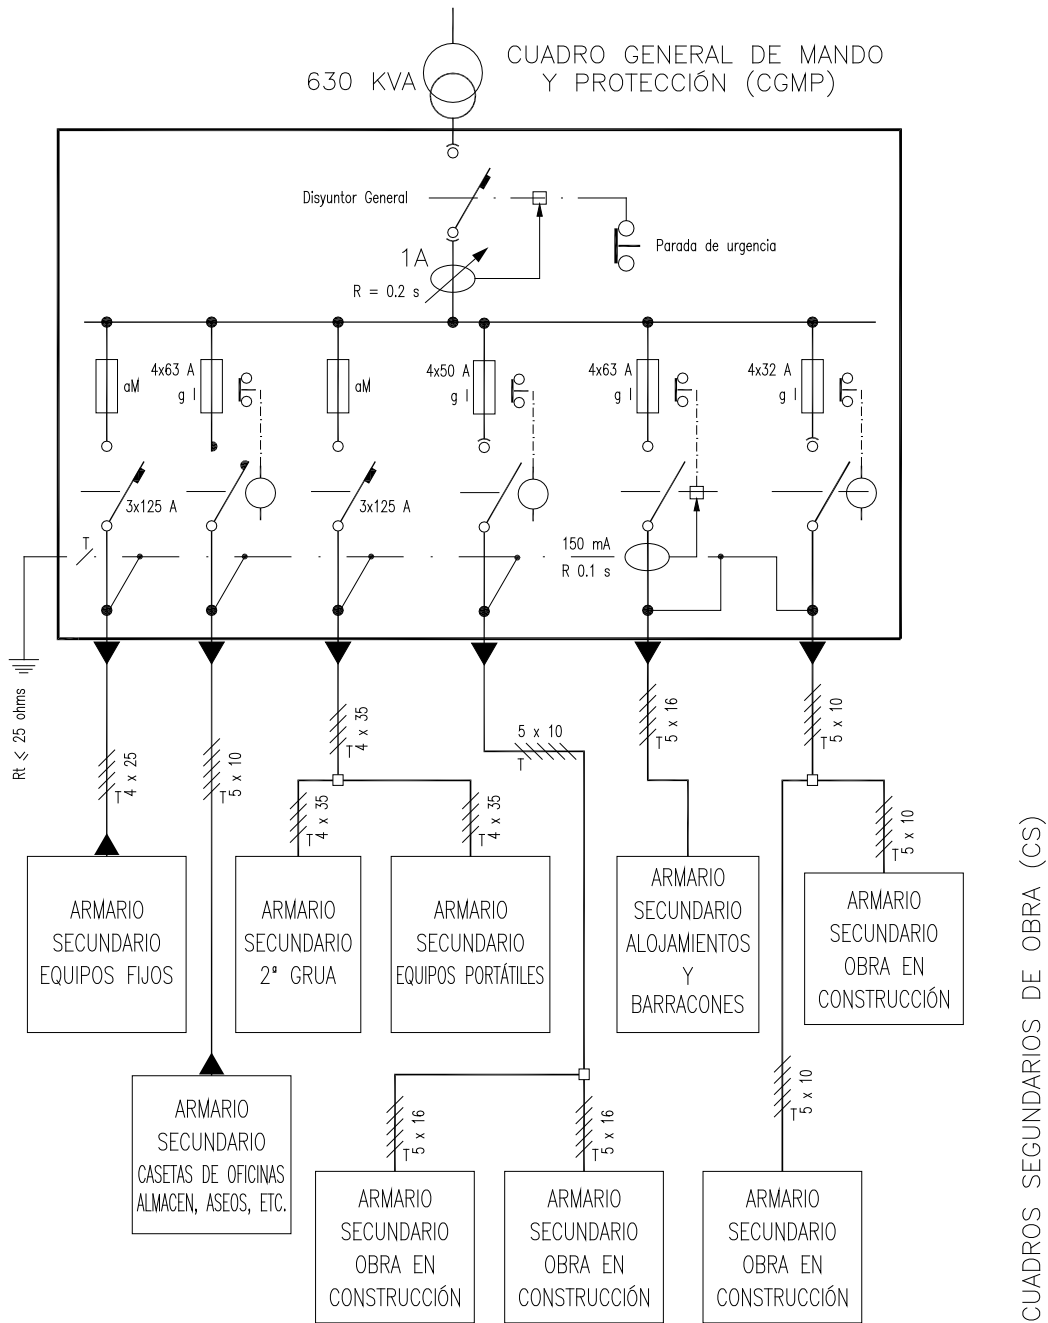 630 KVA
CUADRO GENERAL DE MANDO
Y PROTECCIÓN (CGMP)
Disyuntor General
1A
R = 0.2 s
Parada de urgencia
aM
4x63 A
g I
aM
4x50 A
g I
4x63 A
g I
4x32 A
g I
3x125 A
3x125 A
T
150 mA
R 0.1 s
Rt ⩽ 25 ohms
T
4 x 25
T
5 x 10
T
4 x 35
5 x 10
T
T
5 x 16
T
5 x 10
T
4 x 35
T
4 x 35
T
5 x 10
ARMARIO
SECUNDARIO
EQUIPOS FIJOS
ARMARIO
SECUNDARIO
2ª GRUA
ARMARIO
SECUNDARIO
EQUIPOS PORTÁTILES
ARMARIO
SECUNDARIO
ALOJAMIENTOS
Y
BARRACONES
ARMARIO
SECUNDARIO
OBRA EN
CONSTRUCCIÓN
ARMARIO
SECUNDARIO
CASETAS DE OFICINAS
ALMACEN, ASEOS, ETC.
T
5 x 16
T
5 x 16
T
5 x 10
ARMARIO
SECUNDARIO
OBRA EN
CONSTRUCCIÓN
ARMARIO
SECUNDARIO
OBRA EN
CONSTRUCCIÓN
ARMARIO
SECUNDARIO
OBRA EN
CONSTRUCCIÓN
CUADROS SEGUNDARIOS DE OBRA (CS)